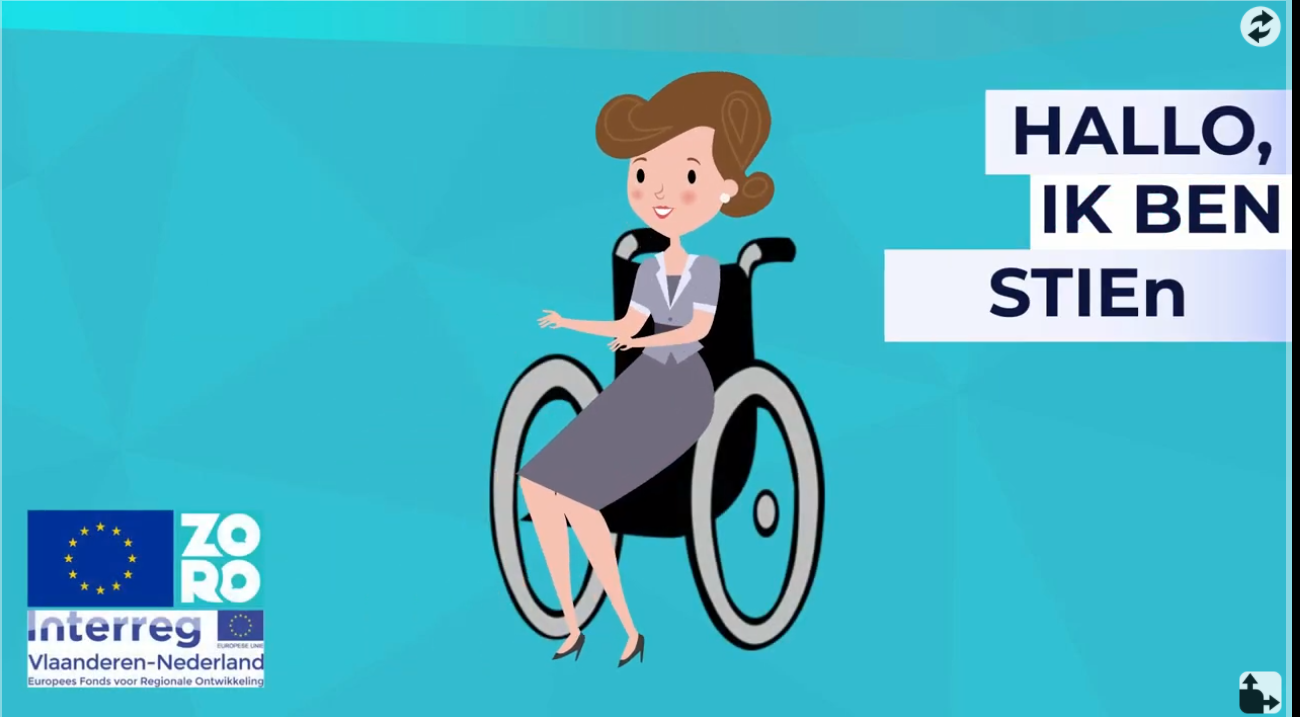 HALLO,
IK BEN
STIEn
ZO
RO
Interreg
EUROPESE UNIE
Vlaanderen-Nederland
Europees Fonds voor Regionale Ontwikkeling